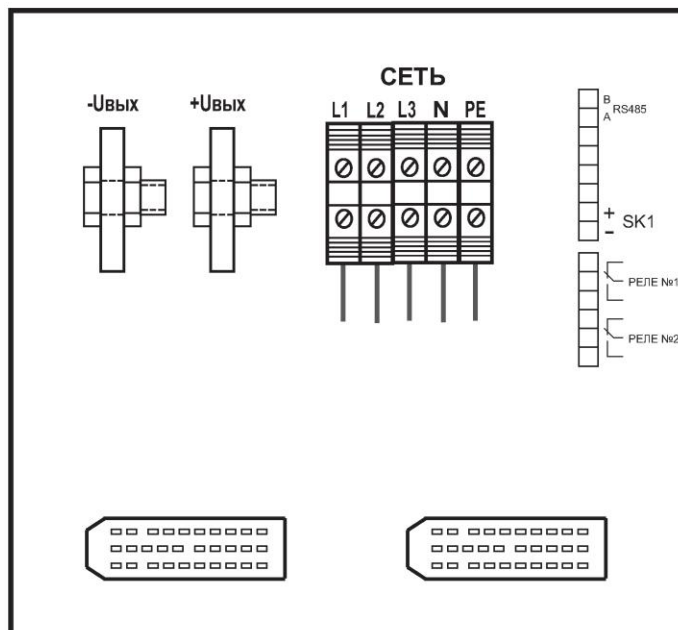 СЕТЬ
-Uвых +Uвых
L1 L2 L3 N PE
B
A RS485
+
-
SK1
РЕЛЕ №1
РЕЛЕ №2